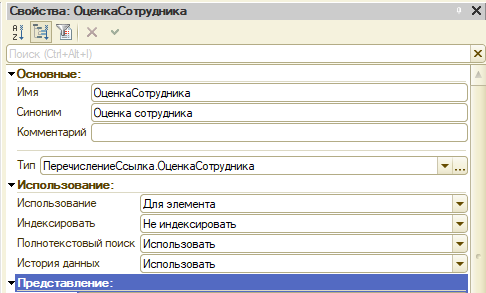 Свойства: ОценкаСотрудника
Поиск (Ctrl+Alt+I)
Основные:
Имя ОценкаСотрудника
Синоним Оценка сотрудника
Комментарий
Тип ПеречислениеСсылка.ОценкаСотрудника ...
Использование:
Использование Для элемента
Индексировать Не индексировать
Полнотекстовый поиск Использовать
История данных Использовать
Представление: